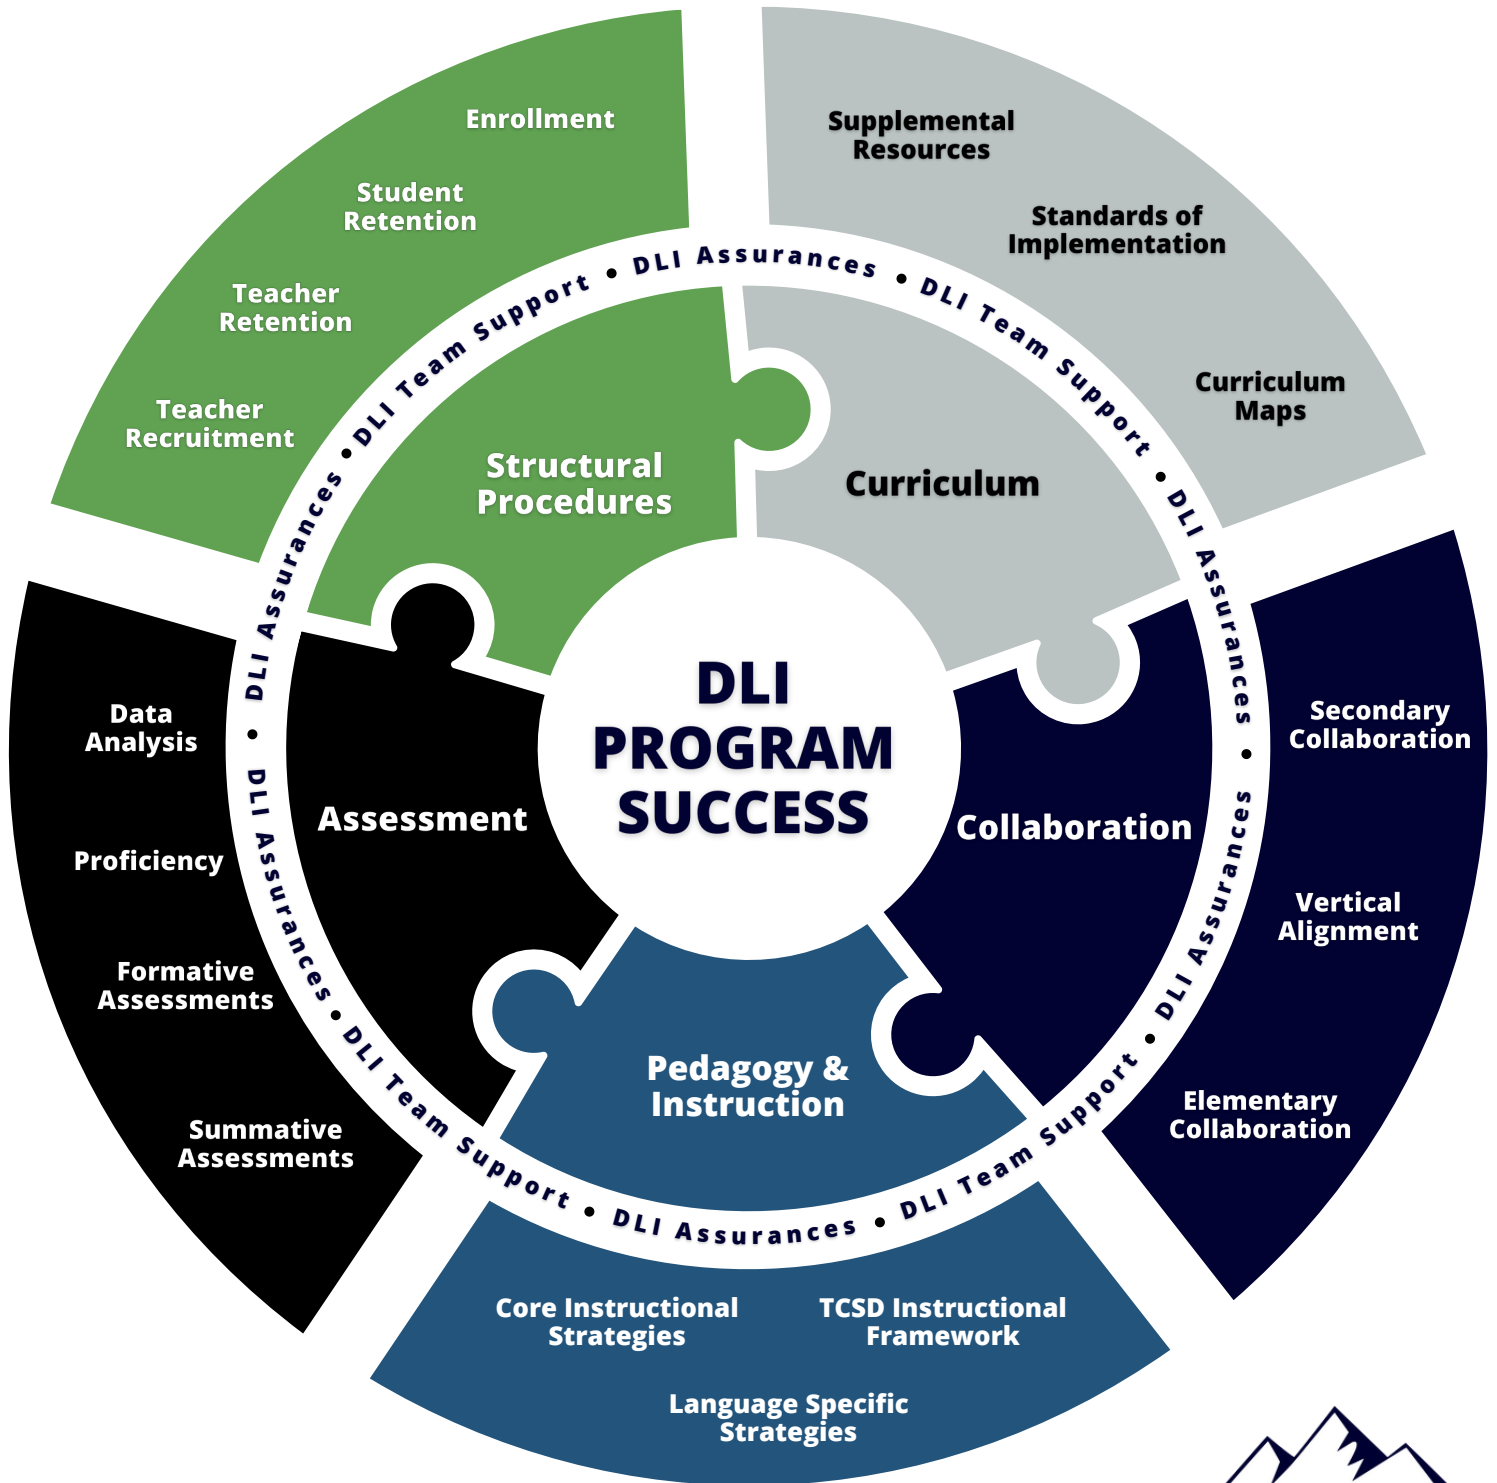 Enrollment
Student
Retention
Teacher
Retention
Teacher
Recruitment
Supplemental
Resources
Standards of
Implementation
Curriculum
Maps
Structural
Procedures
Curriculum
DLI
PROGRAM
SUCCESS
Assessment
Collaboration
Pedagogy &
Instruction
Data
Analysis
Proficiency
Formative
Assessments
Summative
Assessments
Secondary
Collaboration
Vertical
Alignment
Elementary
Collaboration
Core Instructional
Strategies
TCSD Instructional
Framework
Language Specific
Strategies
DLI Assurances • DLI Team Support • DLI Assurances • DLI Team Support • DLI Assurances •
DLI Assurances • DLI Team Support • DLI Assurances • DLI Team Support • DLI Assurances •